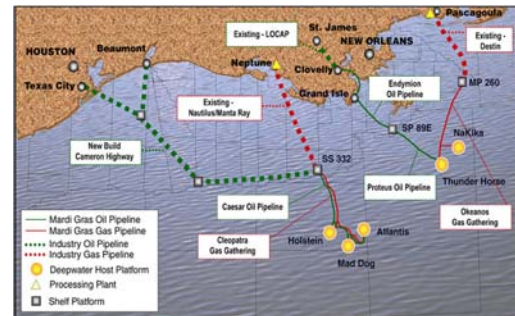 Pascagoula
St. James
Existing - LOCAP
NEW ORLEANS
Existing -
Destin
HOUSTON
Beaumont
Neptune
Clovelly
Texas City
MP 260
Grand Isle
Endymion
Oil Pipeline
Existing -
Nautilus/Manta Ray
SP 89E
NaKika
New Build
Cameron Highway
SS 332
Proteus Oil Pipeline
Thunder Horse
Caesar Oil Pipeline
Okeanos
Gas Gathering
Mardi Gras Oil Pipeline
Mardi Gras Gas Pipeline
Industry Oil Pipeline
Industry Gas Pipeline
Deepwater Host Platform
Processing Plant
Shelf Platform
Cleopatra
Gas Gathering
Holstein
Atlantis
Mad Dog